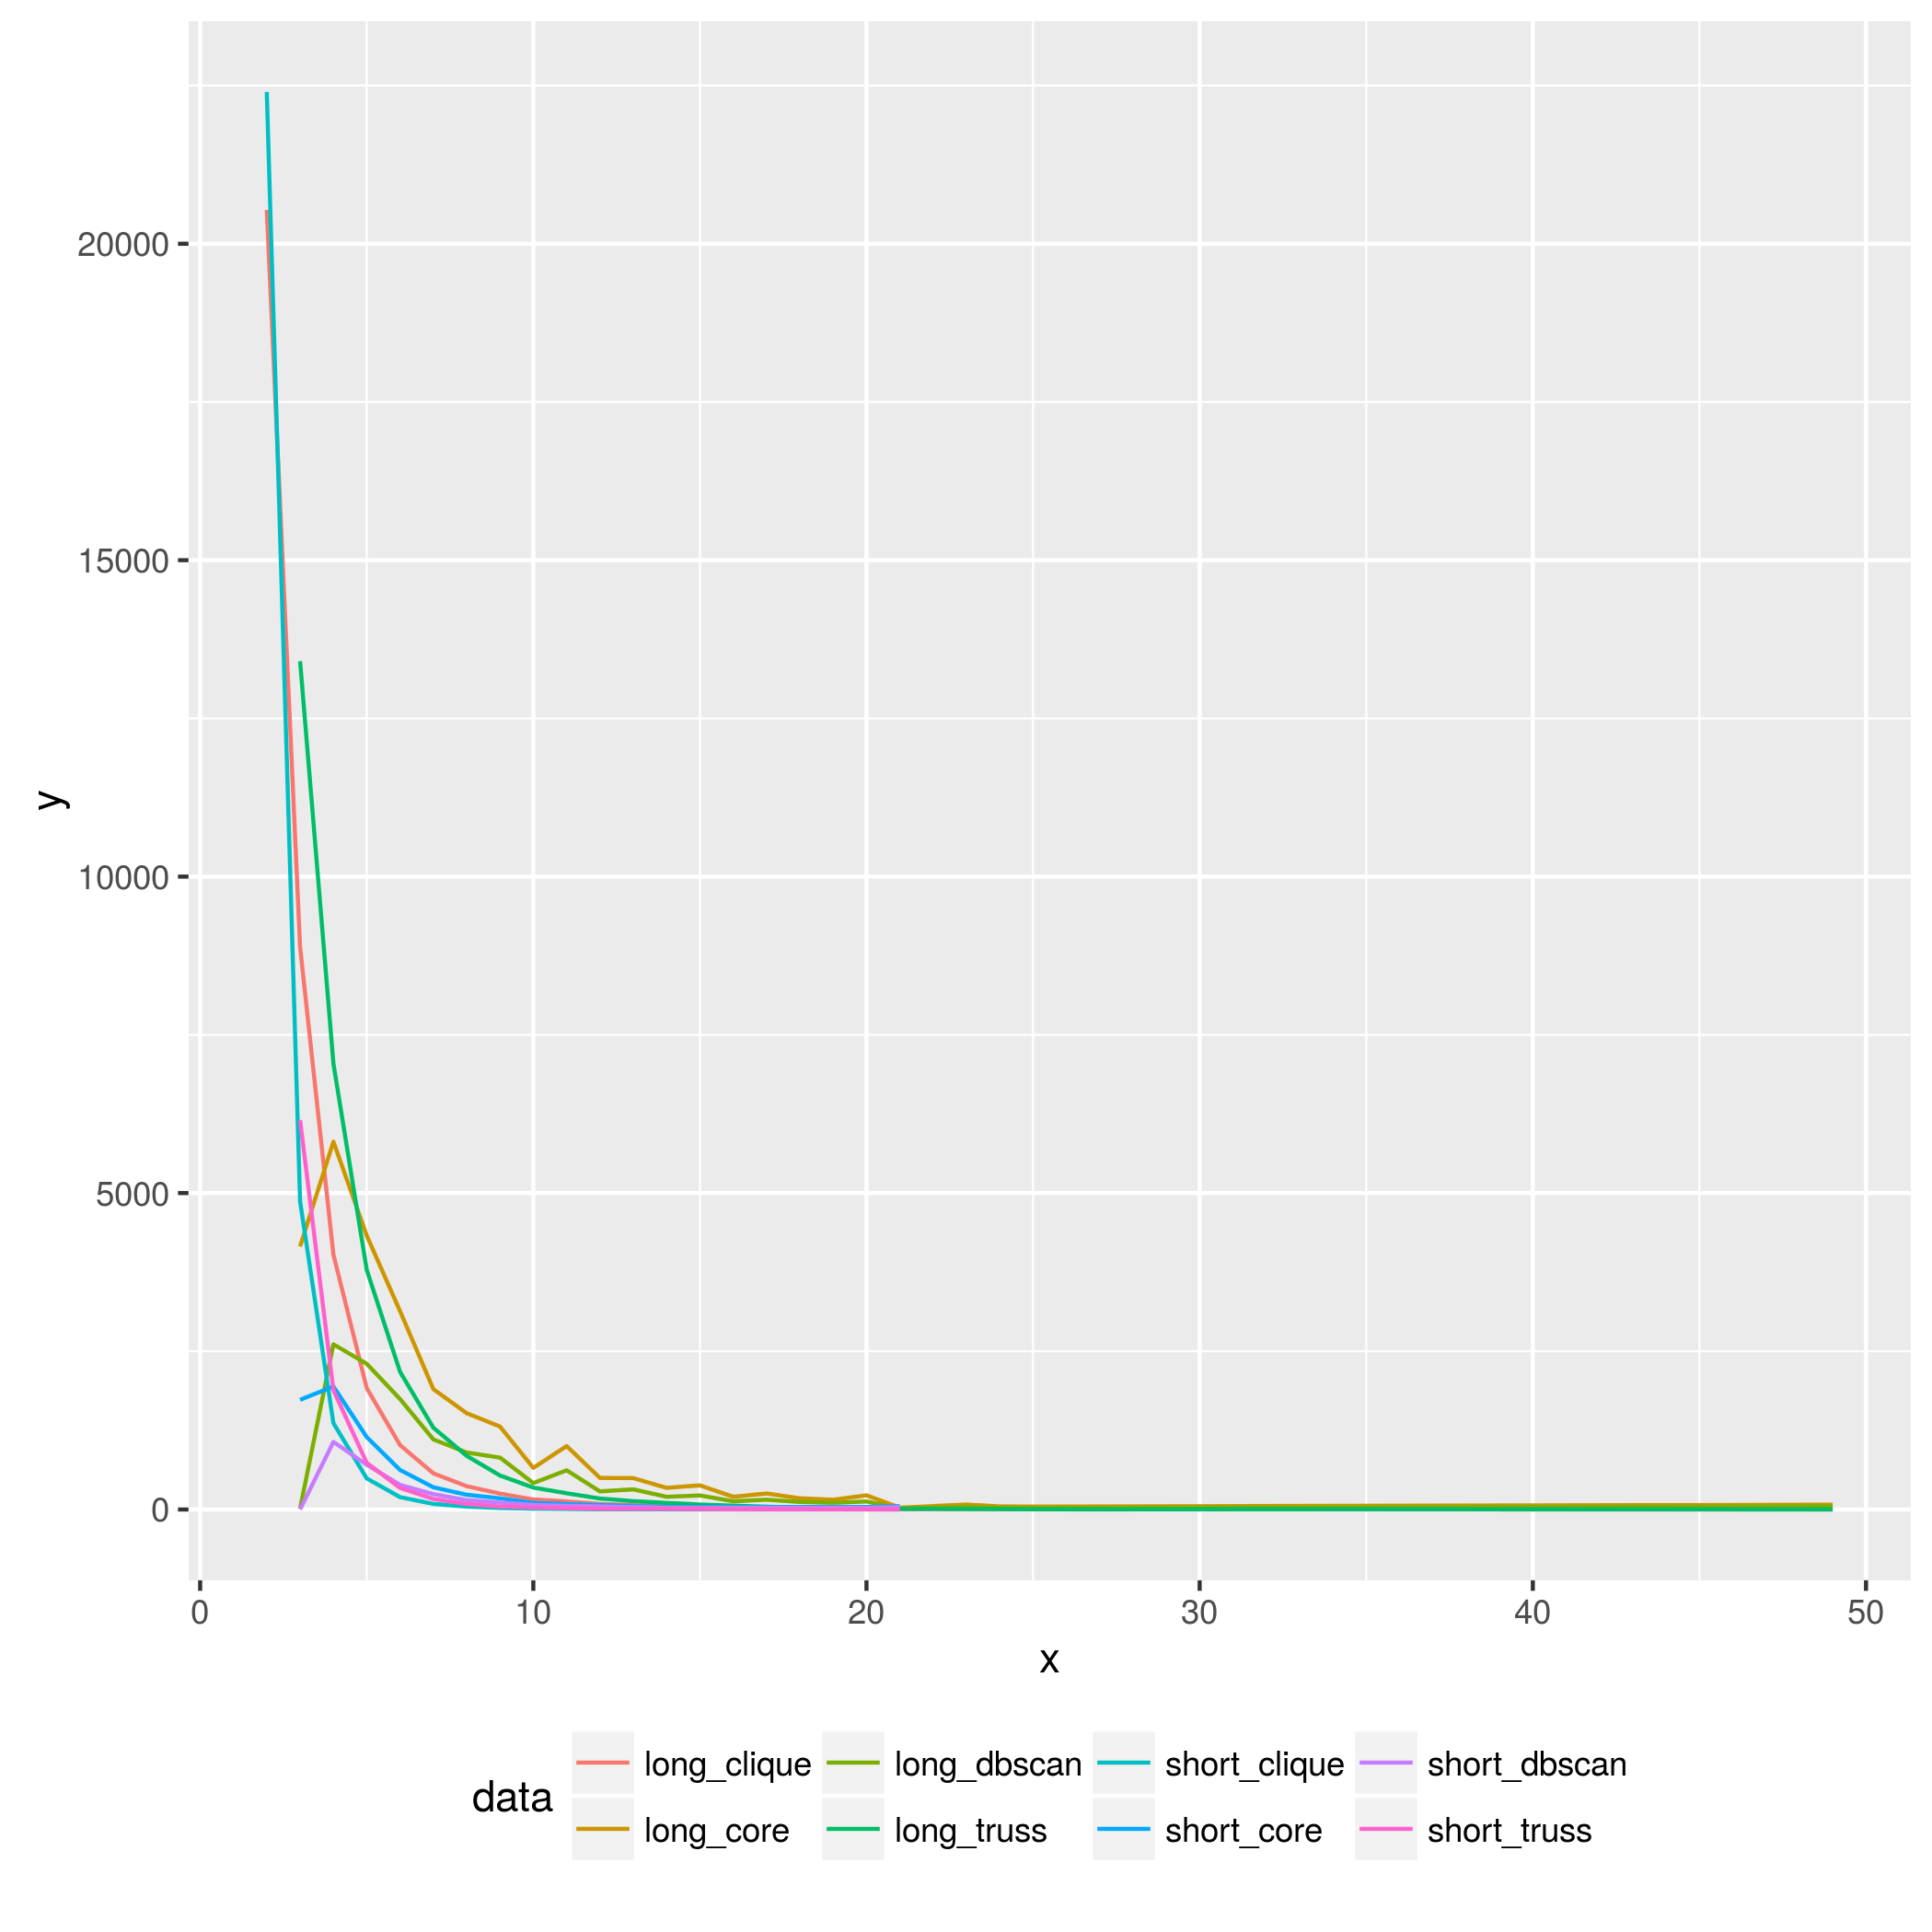 20000
15000
10000
5000
0
y
0 10 20 30 40 50
x
data
long_clique long_dbscan short_clique short_dbscan
long_core long_truss short_core short_truss